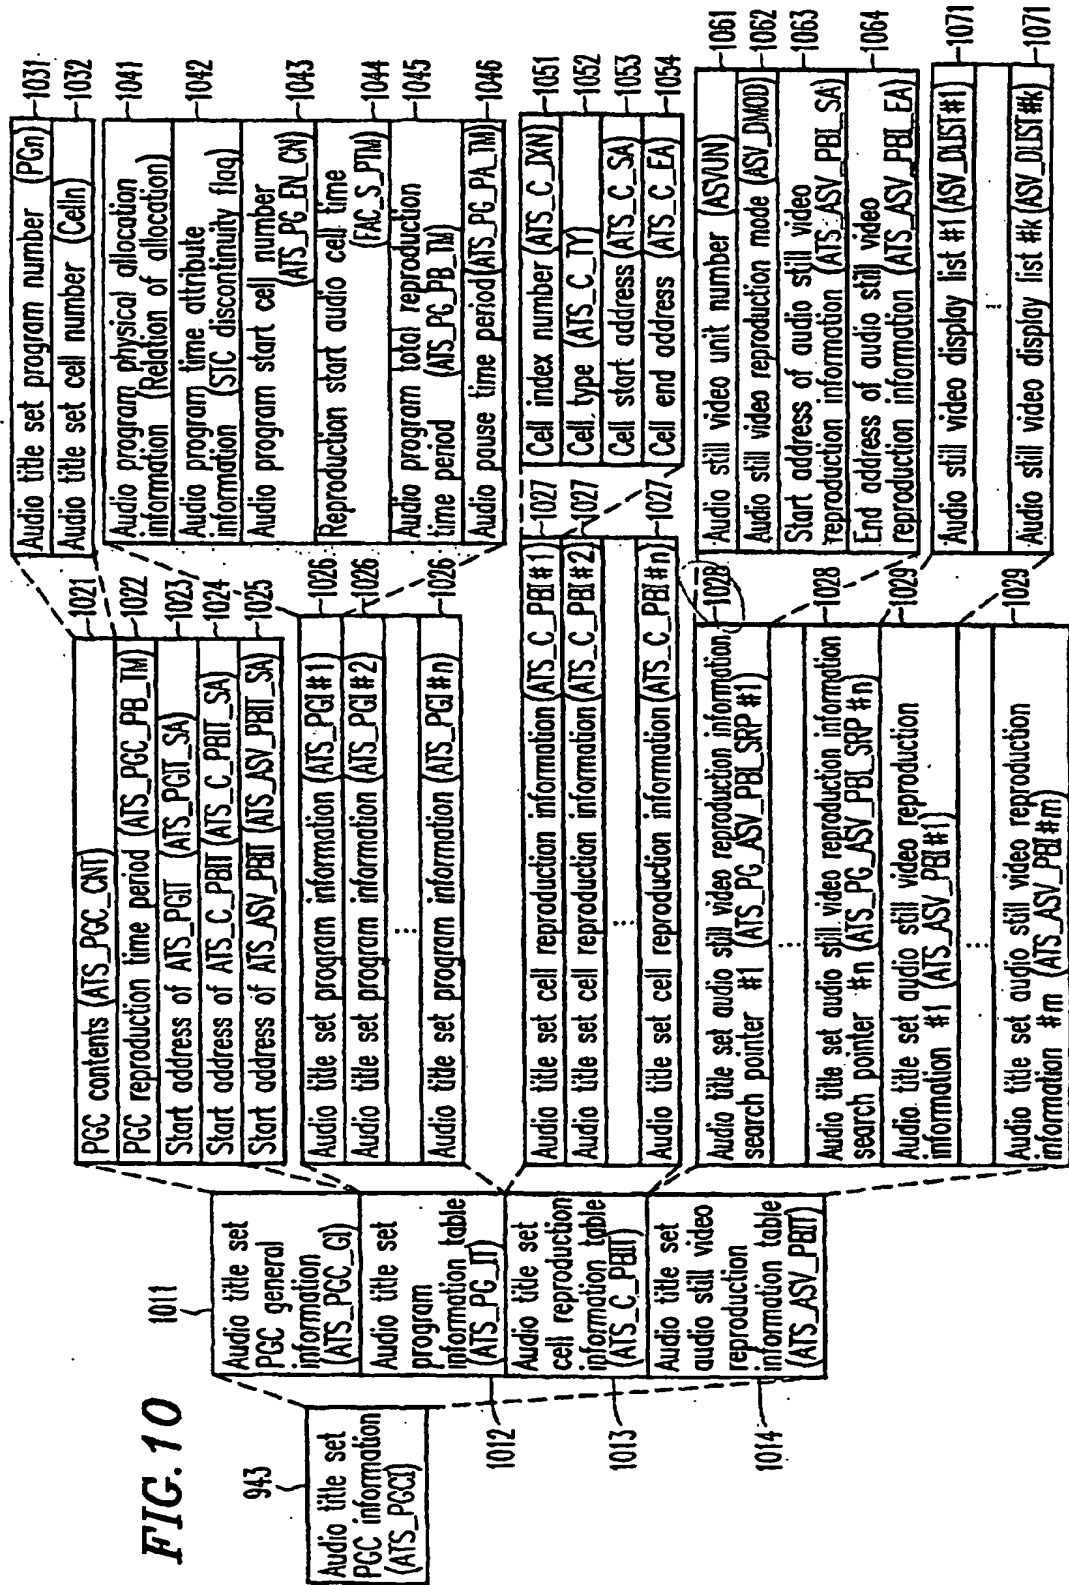 FIG. 10
943
Audio title set
PGC information
(ATS_PGCI)
1011
Audio title set
PGC general
information
(ATS_PGC_GI)
Audio title set
program
information table
(ATS_PG_IT)
1012
Audio title set
cell reproduction
information table
(ATS_C_PBIT)
1013
Audio title set
audio still video
reproduction
information table
(ATS_ASV_PBIT)
1014
PGC contents (ATS_PGC_CNT)
1021
PGC reproduction time period (ATS_PGC_PB_TM)
1022
Start address of ATS_PGIT (ATS_PGIT_SA)
1023
Start address of ATS_C_PBIT (ATS_C_PBIT_SA)
1024
Start address of ATS_ASV_PBIT (ATS_ASV_PBIT_SA)
1025
Audio title set program information (ATS_PGI#1)
1026
Audio title set program information (ATS_PGI#2)
1026
...
Audio title set program information (ATS_PGI#n)
1026
Audio title set cell reproduction information (ATS_C_PBI#1)
1027
Audio title set cell reproduction information (ATS_C_PBI#2)
1027
...
Audio title set cell reproduction information (ATS_C_PBI#n)
1027
Audio title set audio still video reproduction information
search pointer #1 (ATS_PG_ASV_PBI_SRP#1)
1028
...
Audio title set audio still video reproduction information
search pointer #n (ATS_PG_ASV_PBI_SRP#n)
1028
Audio title set audio still video reproduction
information #1 (ATS_ASV_PBI#1)
1029
...
Audio title set audio still video reproduction
information #m (ATS_ASV_PBI#m)
1029
Audio title set program number (PGn)
1031
Audio title set cell number (Celln)
1032
Audio program physical allocation
information (Relation of allocation)
1041
Audio program time attribute
information (STC discontinuity flag)
1042
Audio program start cell number
(ATS_PG_EN_CN)
1043
Reproduction start audio cell time
(FAC_S_PTM)
1044
Audio program total reproduction
time period (ATS_PG_PB_TM)
1045
Audio pause time period (ATS_PG_PA_TM)
1046
Cell index number (ATS_C_IXN)
1051
Cell type (ATS_C_TY)
1052
Cell start address (ATS_C_SA)
1053
Cell end address (ATS_C_EA)
1054
Audio still video unit number (ASVUN)
1061
Audio still video reproduction mode (ASV_DMOD)
1062
Start address of audio still video
reproduction information (ATS_ASV_PBI_SA)
1063
End address of audio still video
reproduction information (ATS_ASV_PBI_EA)
1064
Audio still video display list #1 (ASV_DLIST#1)
1071
...
Audio still video display list #k (ASV_DLIST#k)
1071